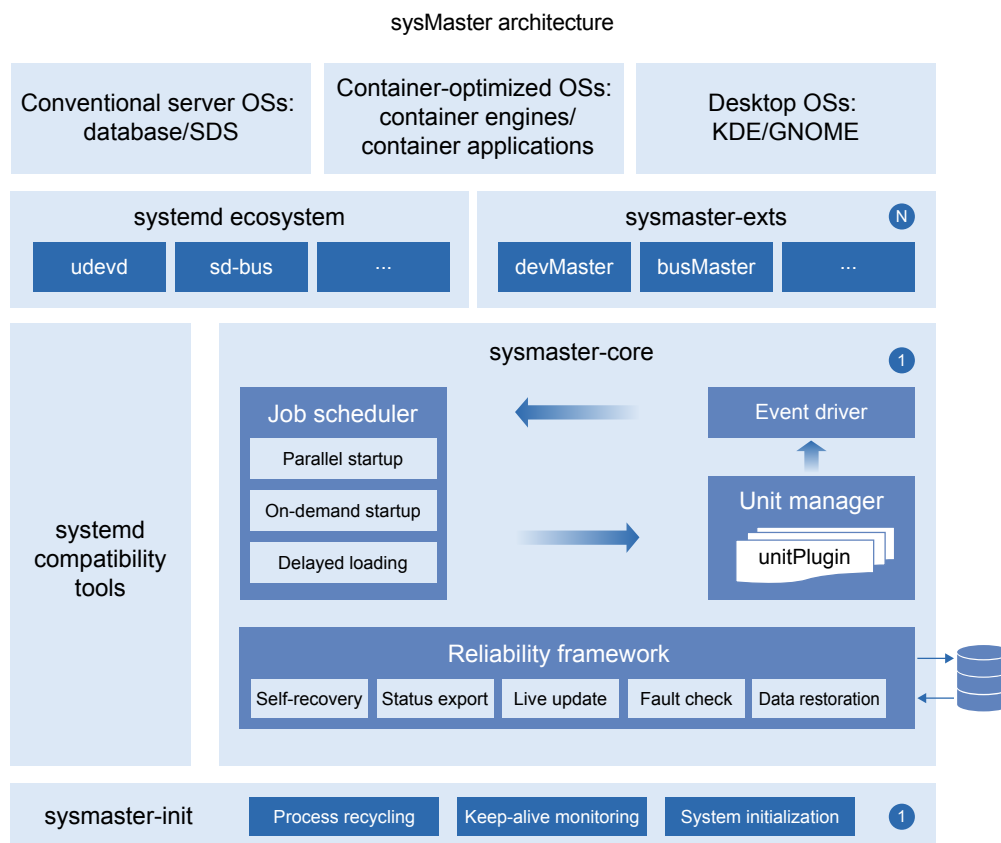 sysMaster architecture
Conventional server OSs:
database/SDS
Container-optimized OSs:
container engines/
container applications
Desktop OSs:
KDE/GNOME
systemd ecosystem
udevd
sd-bus
...
sysmaster-exts
N
devMaster
busMaster
...
systemd
compatibility
tools
sysmaster-core
1
Job scheduler
Parallel startup
On-demand startup
Delayed loading
Event driver
Unit manager
unitPlugin
Reliability framework
Self-recovery
Status export
Live update
Fault check
Data restoration
sysmaster-init
Process recycling
Keep-alive monitoring
System initialization
1